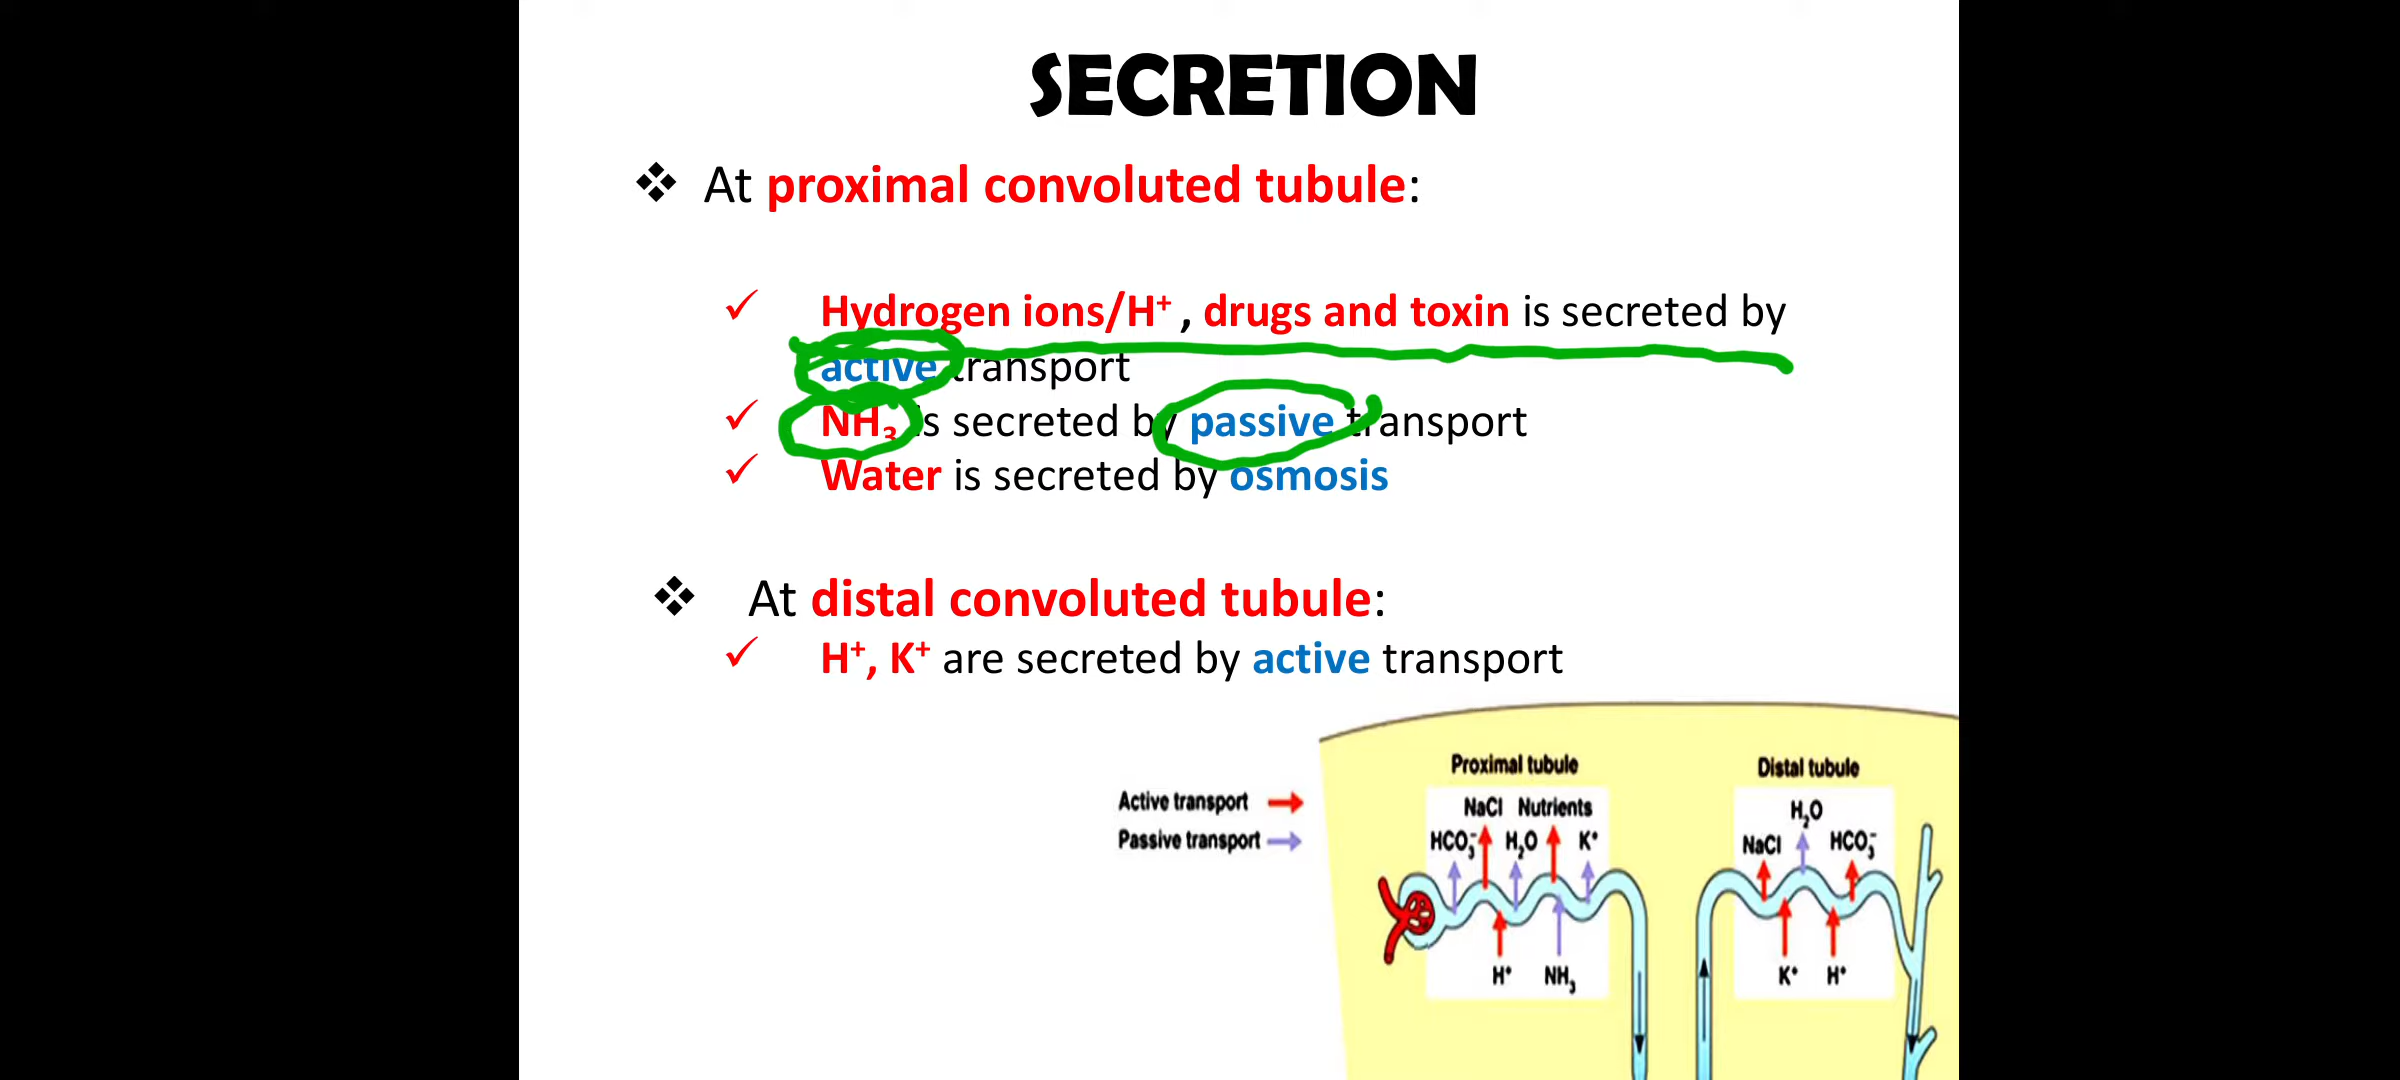 SECRETION
❖ At proximal convoluted tubule:
✓ Hydrogen ions/H⁺ , drugs and toxin is secreted by
active transport
✓ NH₃ is secreted by passive transport
✓ Water is secreted by osmosis
❖ At distal convoluted tubule:
✓ H⁺, K⁺ are secreted by active transport
Proximal tubule
Distal tubule
Active transport
Passive transport
NaCl Nutrients
HCO₃⁻ H₂O K⁺
H⁺ NH₃
H₂O
NaCl HCO₃⁻
K⁺ H⁺